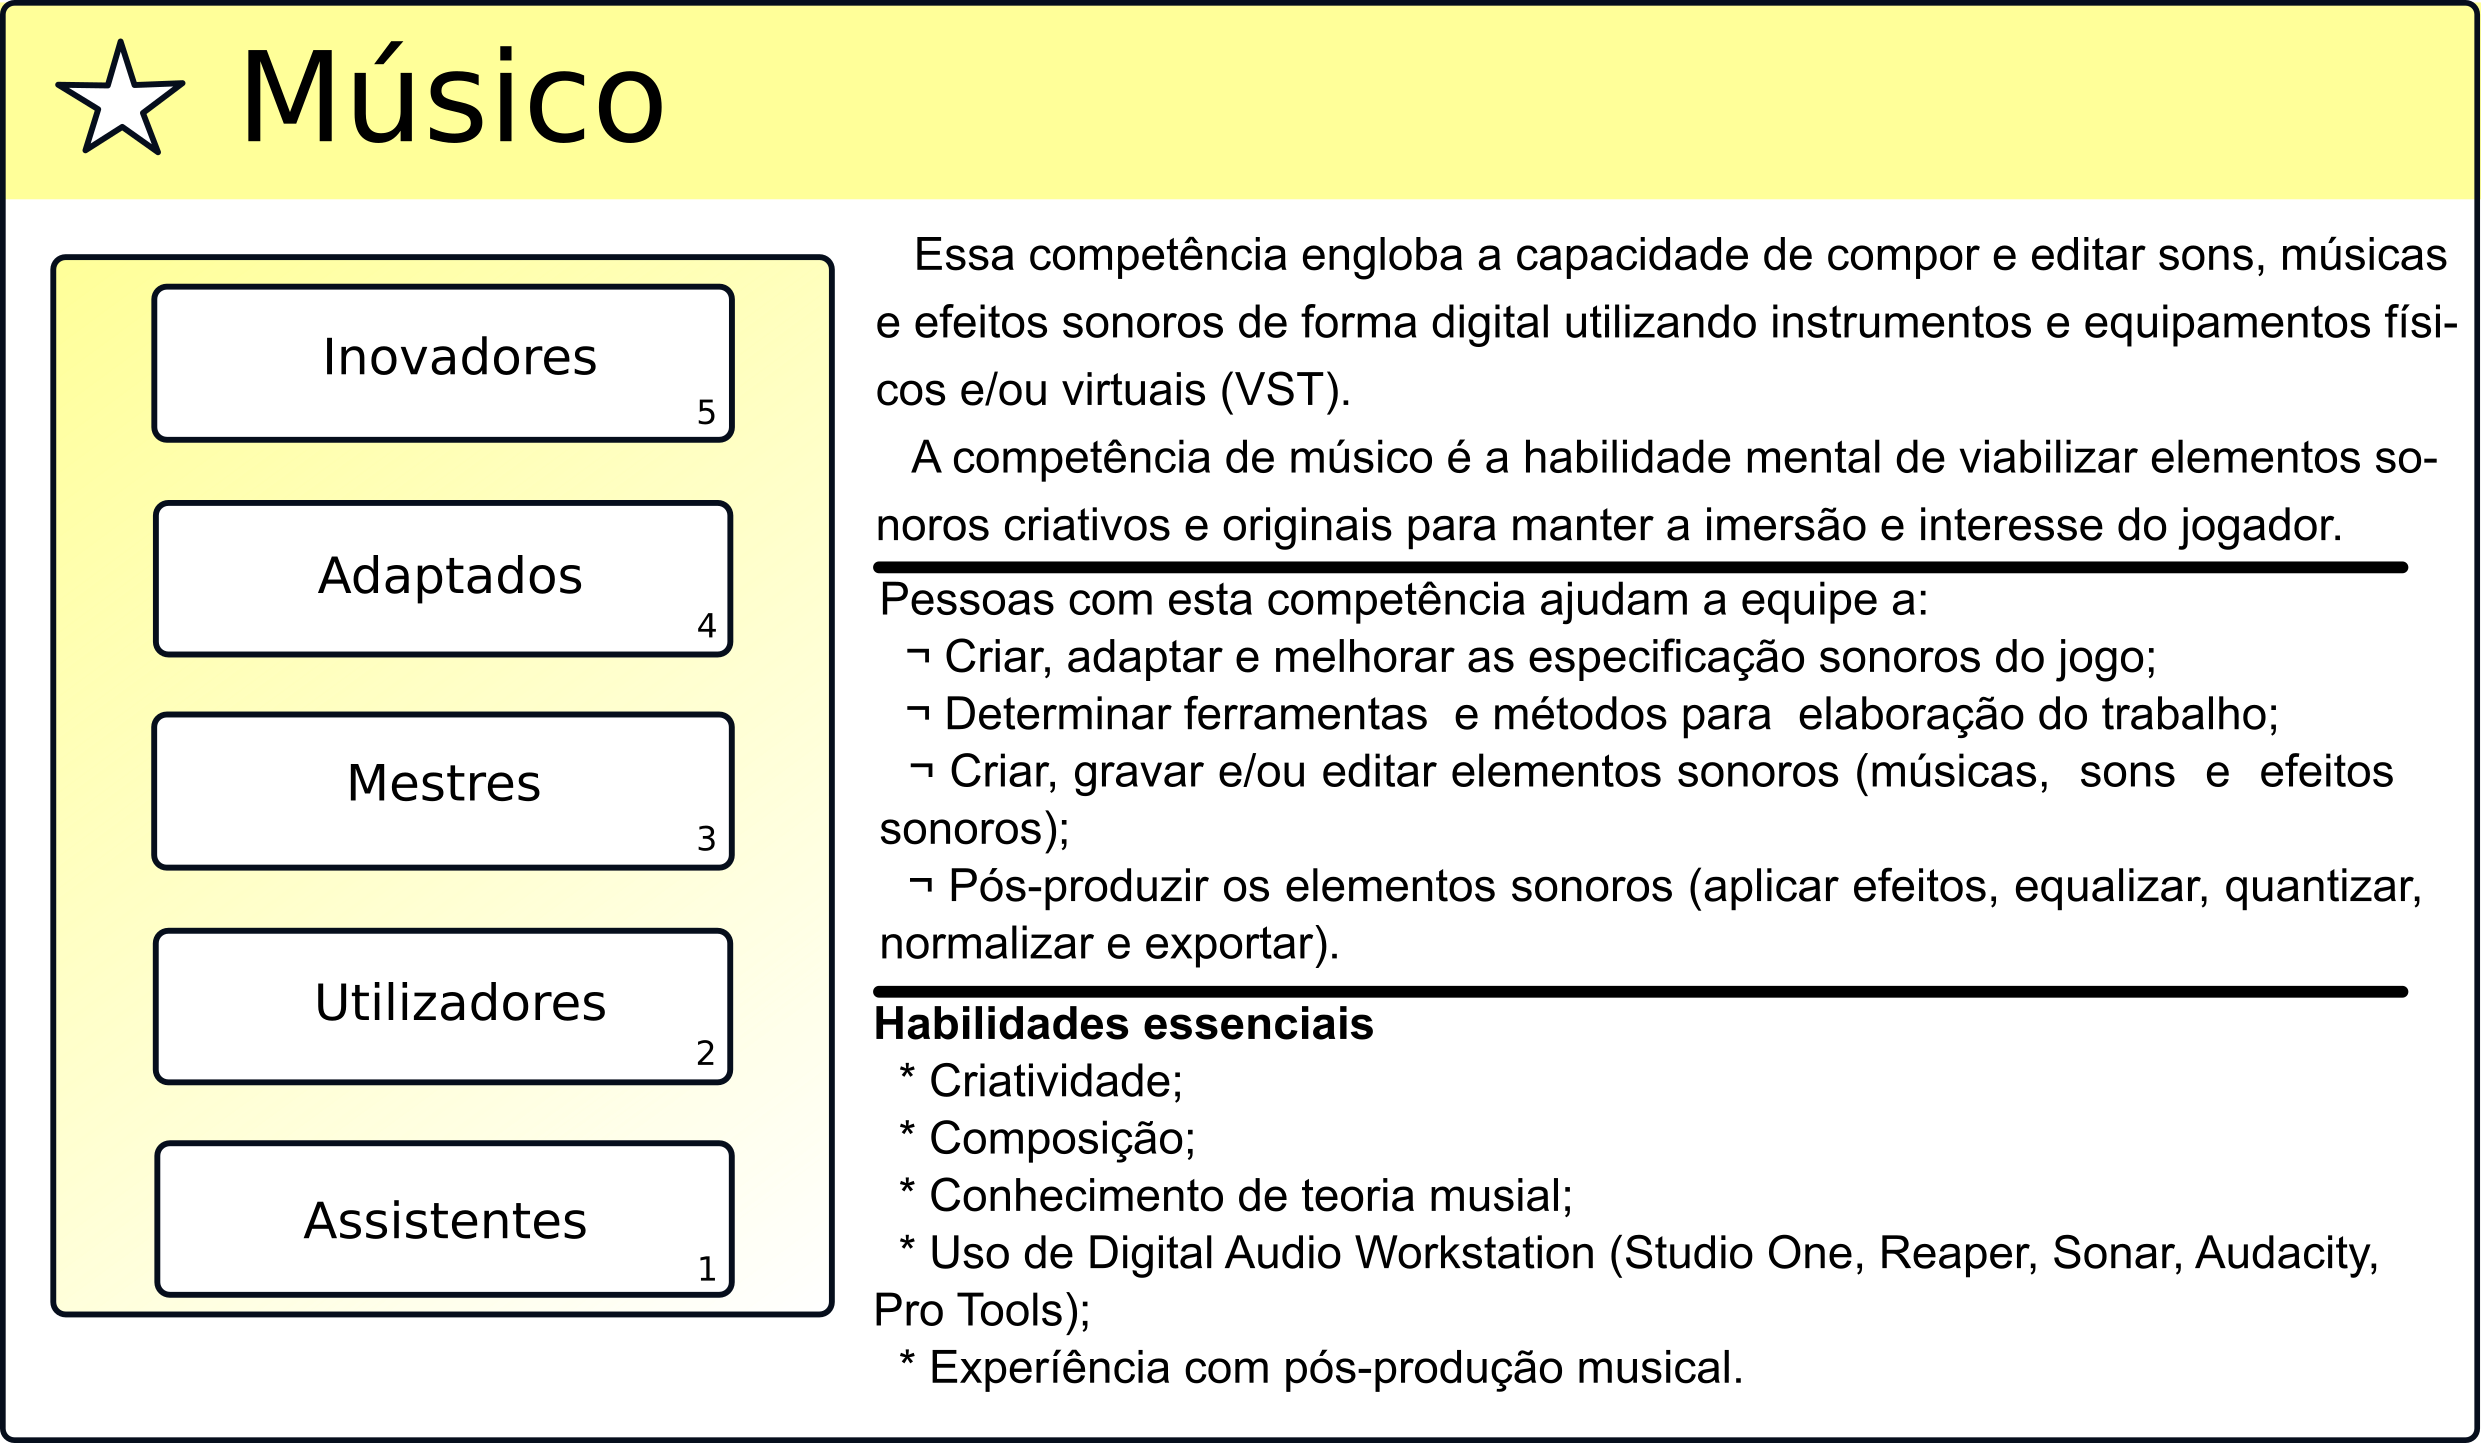 Músico
Inovadores
5
Adaptados
4
Mestres
3
Utilizadores
2
Assistentes
1
Essa competência engloba a capacidade de compor e editar sons, músicas
e efeitos sonoros de forma digital utilizando instrumentos e equipamentos físi-
cos e/ou virtuais (VST).
A competência de músico é a habilidade mental de viabilizar elementos so-
noros criativos e originais para manter a imersão e interesse do jogador.
Pessoas com esta competência ajudam a equipe a:
¬ Criar, adaptar e melhorar as especificação sonoros do jogo;
¬ Determinar ferramentas e métodos para elaboração do trabalho;
¬ Criar, gravar e/ou editar elementos sonoros (músicas, sons e efeitos
sonoros);
¬ Pós-produzir os elementos sonoros (aplicar efeitos, equalizar, quantizar,
normalizar e exportar).
Habilidades essenciais
* Criatividade;
* Composição;
* Conhecimento de teoria musial;
* Uso de Digital Audio Workstation (Studio One, Reaper, Sonar, Audacity,
Pro Tools);
* Experíência com pós-produção musical.